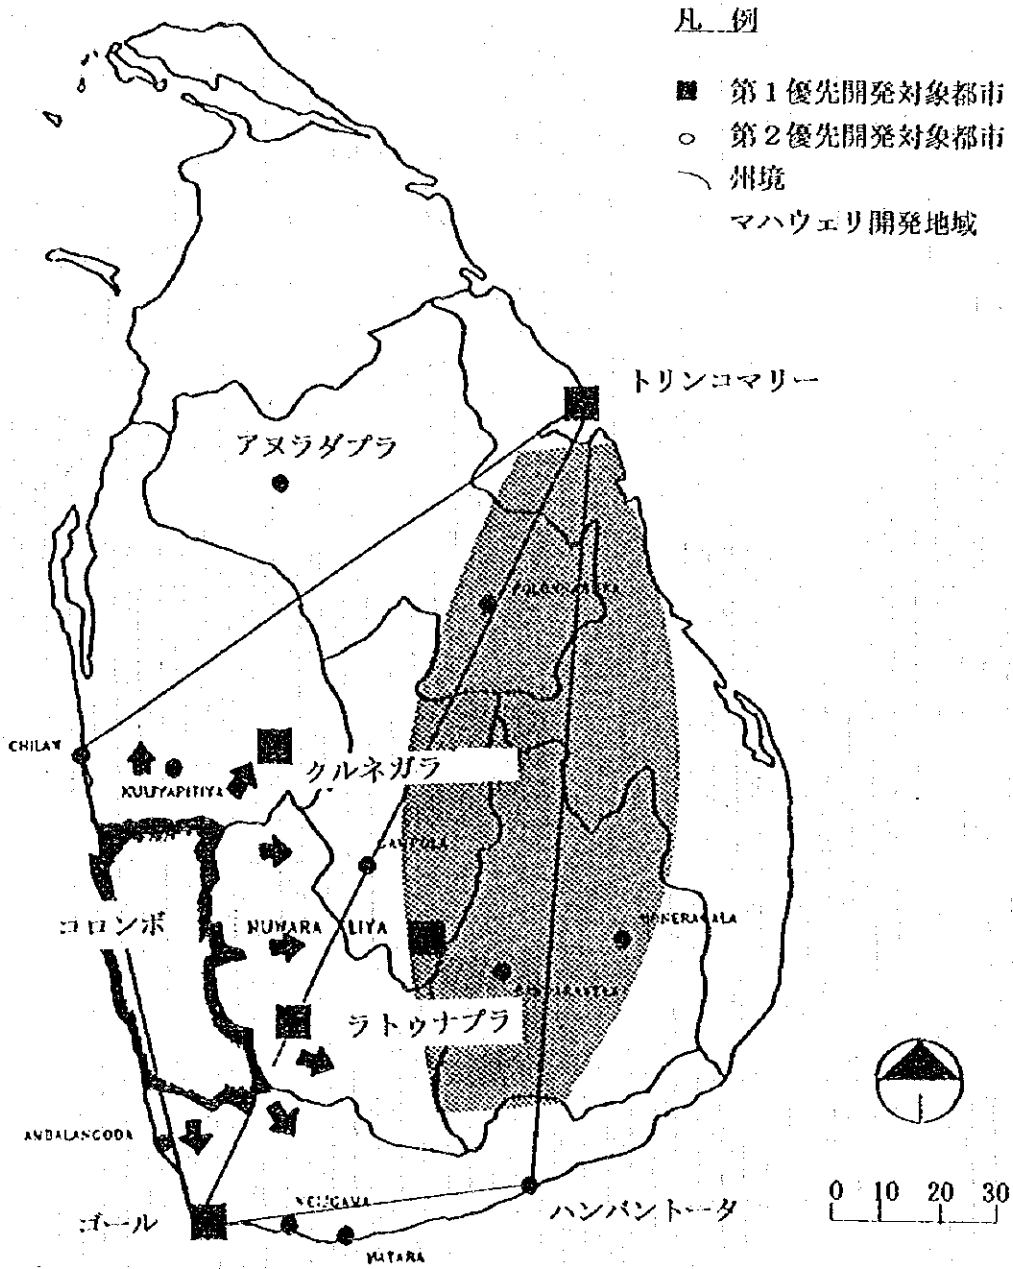 凡 例
第1優先開発対象都市
第2優先開発対象都市
州境
マハウェリ開発地域
トリンコマリー
アヌラダプラ
CHILAW
KULIYAPITIYA
クルネガラ
GAMPOLA
コロンボ
NUWARA LIYA
MONERAGALA
ラトゥナプラ
AMBALANGODA
ゴール
MATARA
ハンバントータ
0 10 20 30